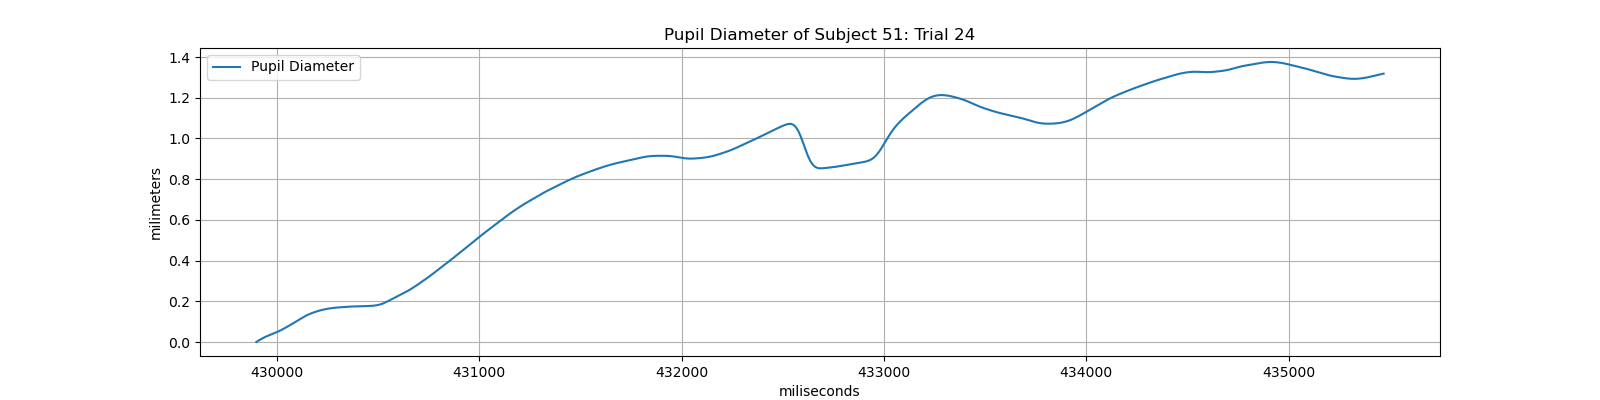 Pupil Diameter of Subject 51: Trial 24
Pupil Diameter
1.4
1.2
1.0
0.8
0.6
0.4
0.2
0.0
milimeters
430000 431000 432000 433000 434000 435000
miliseconds